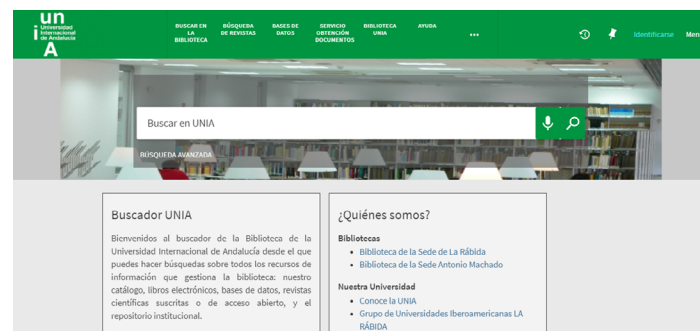 un
i Universidad
Internacional
de Andalucía
A
BUSCAR EN
LA
BIBLIOTECA
BÚSQUEDA
DE REVISTAS
BASES DE
DATOS
SERVICIO
OBTENCIÓN
DOCUMENTOS
BIBLIOTECA
UNIA
AYUDA
...
Identificarse
Men
Buscar en UNIA
BÚSQUEDA AVANZADA
Buscador UNIA
Bienvenidos al buscador de la Biblioteca de la
Universidad Internacional de Andalucía desde el que
puedes hacer búsquedas sobre todos los recursos de
información que gestiona la biblioteca: nuestro
catálogo, libros electrónicos, bases de datos, revistas
científicas suscritas o de acceso abierto, y el
repositorio institucional.
¿Quiénes somos?
Bibliotecas
• Biblioteca de la Sede de La Rábida
• Biblioteca de la Sede Antonio Machado
Nuestra Universidad
• Conoce la UNIA
• Grupo de Universidades Iberoamericanas LA
RÁBIDA